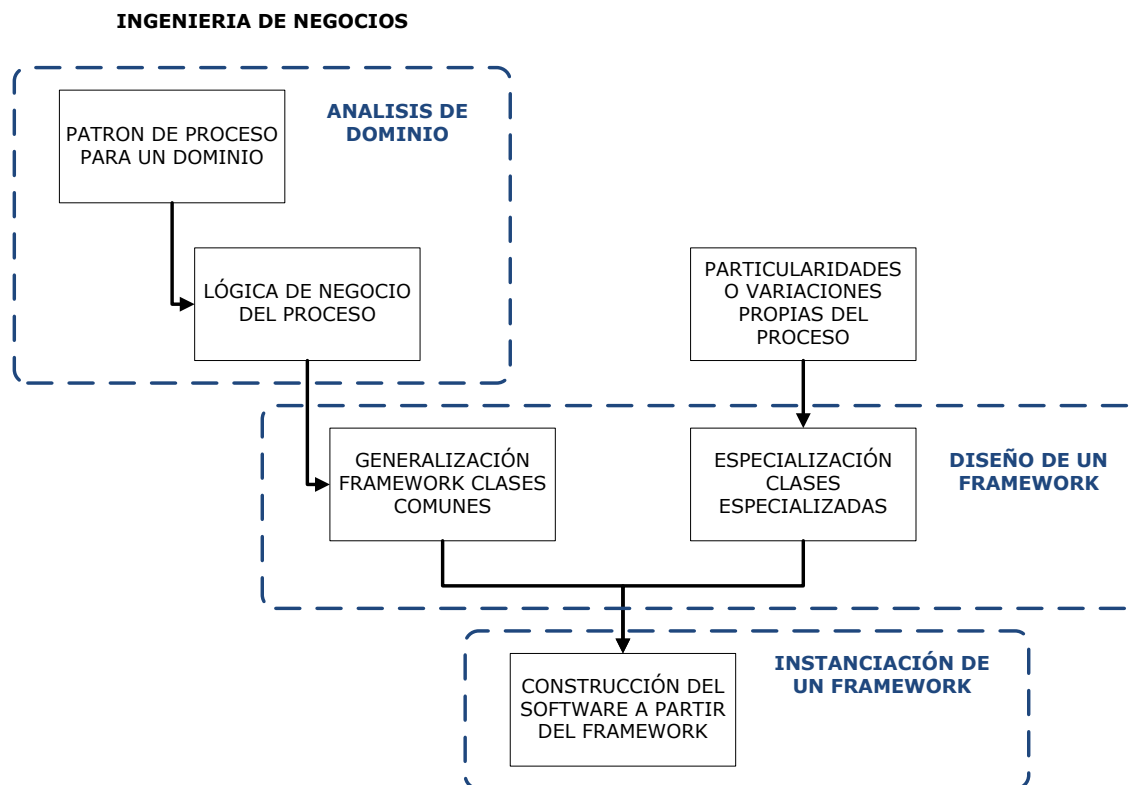 INGENIERIA DE NEGOCIOS
ANALISIS DE
DOMINIO
PATRON DE PROCESO
PARA UN DOMINIO
LÓGICA DE NEGOCIO
DEL PROCESO
PARTICULARIDADES
O VARIACIONES
PROPIAS DEL
PROCESO
GENERALIZACIÓN
FRAMEWORK CLASES
COMUNES
ESPECIALIZACIÓN
CLASES
ESPECIALIZADAS
DISEÑO DE UN
FRAMEWORK
INSTANCIACIÓN DE
UN FRAMEWORK
CONSTRUCCIÓN DEL
SOFTWARE A PARTIR
DEL FRAMEWORK